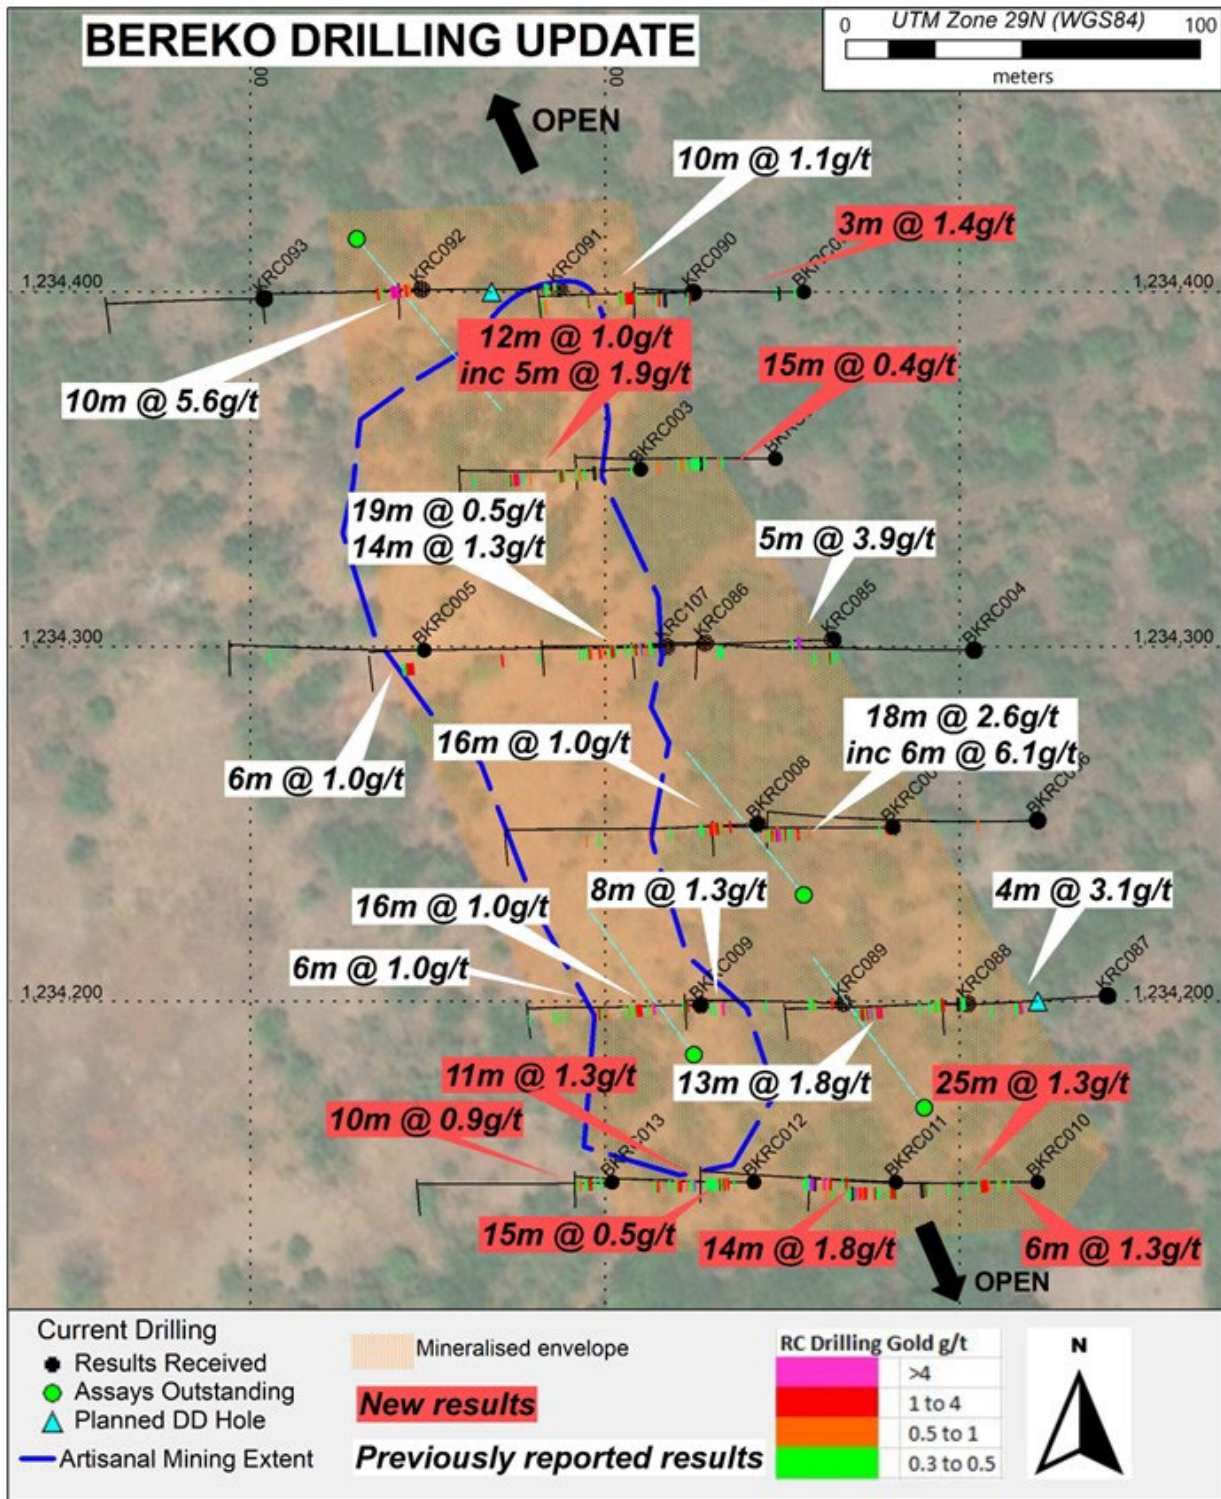 BEREKO DRILLING UPDATE
UTM Zone 29N (WGS84)
0 100
meters
00 00
OPEN
10m @ 1.1g/t
3m @ 1.4g/t
KRC093
KRC092
KRC091
KRC090
1,234,400 1,234,400
12m @ 1.0g/t
inc 5m @ 1.9g/t
15m @ 0.4g/t
10m @ 5.6g/t
BKRC003
19m @ 0.5g/t
14m @ 1.3g/t
5m @ 3.9g/t
BKRC005
KRC107
KRC086
KRC085
BKRC004
1,234,300 1,234,300
18m @ 2.6g/t
inc 6m @ 6.1g/t
16m @ 1.0g/t
6m @ 1.0g/t
BKRC008
8m @ 1.3g/t
4m @ 3.1g/t
16m @ 1.0g/t
6m @ 1.0g/t
BKRC009
KRC089
KRC088
KRC087
1,234,200 1,234,200
11m @ 1.3g/t
13m @ 1.8g/t
25m @ 1.3g/t
10m @ 0.9g/t
BKRC013
BKRC012
BKRC011
BKRC010
15m @ 0.5g/t
14m @ 1.8g/t
6m @ 1.3g/t
OPEN
Current Drilling
Results Received
Assays Outstanding
Planned DD Hole
Artisanal Mining Extent
Mineralised envelope
New results
Previously reported results
RC Drilling Gold g/t
>4
1 to 4
0.5 to 1
0.3 to 0.5
N